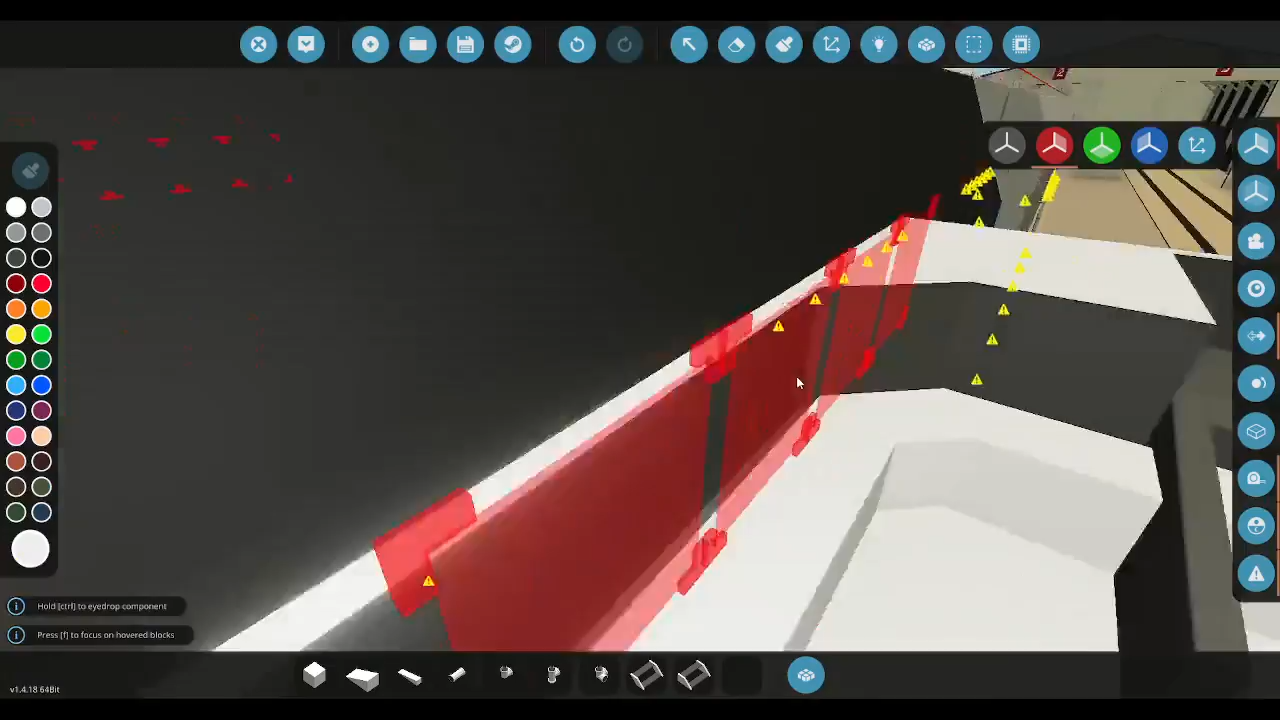 Hold [ctrl] to eyedrop component
Press [f] to focus on hovered blocks
v1.4.18 64Bit